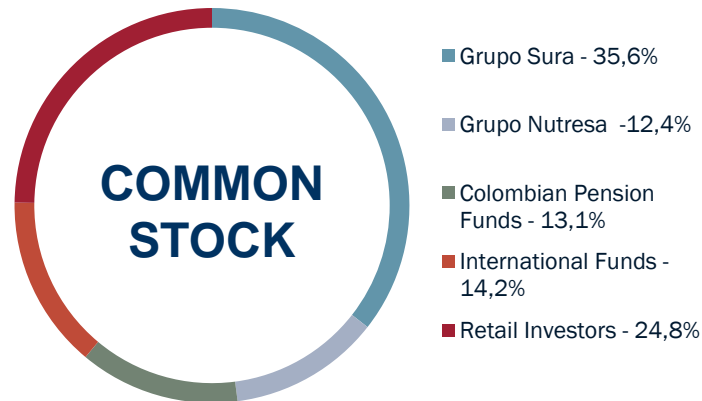 COMMON
STOCK
Grupo Sura - 35,6%
Grupo Nutresa -12,4%
Colombian Pension
Funds - 13,1%
International Funds -
14,2%
Retail Investors - 24,8%